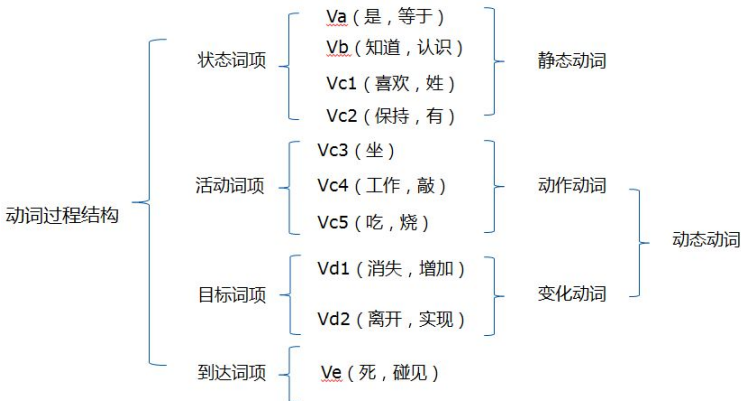 Va（是，等于）
Vb（知道，认识）
状态词项
静态动词
Vc1（喜欢，姓）
Vc2（保持，有）
Vc3（坐）
活动词项
Vc4（工作，敲）
动作动词
动词过程结构
Vc5（吃，烧）
动态动词
Vd1（消失，增加）
目标词项
变化动词
Vd2（离开，实现）
到达词项
Ve（死，碰见）